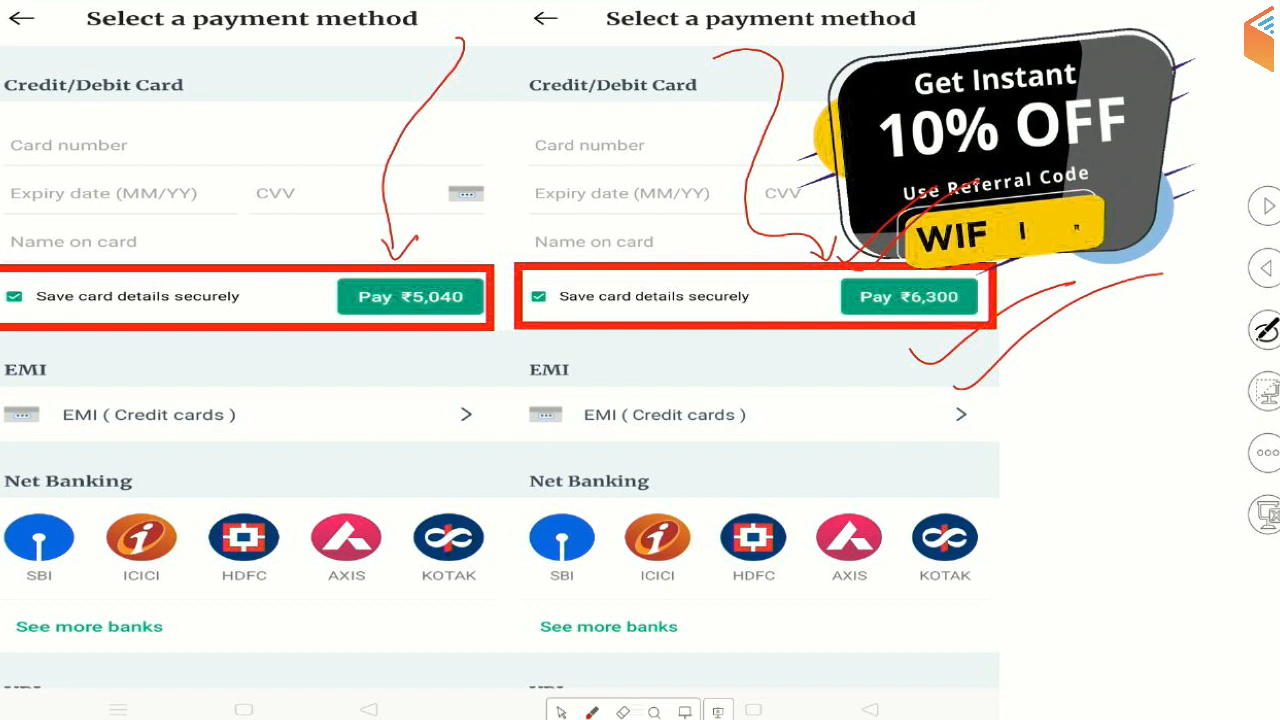 Select a payment method
Credit/Debit Card
Card number
Expiry date (MM/YY) CVV
Name on card
Save card details securely Pay ₹5,040
EMI
EMI ( Credit cards )
Net Banking
SBI ICICI HDFC AXIS KOTAK
See more banks
Select a payment method
Credit/Debit Card
Card number
Expiry date (MM/YY) CVV
Name on card
Save card details securely Pay ₹6,300
EMI
EMI ( Credit cards )
Net Banking
SBI ICICI HDFC AXIS KOTAK
See more banks
Get Instant
10% OFF
Use Referral Code
WIF I